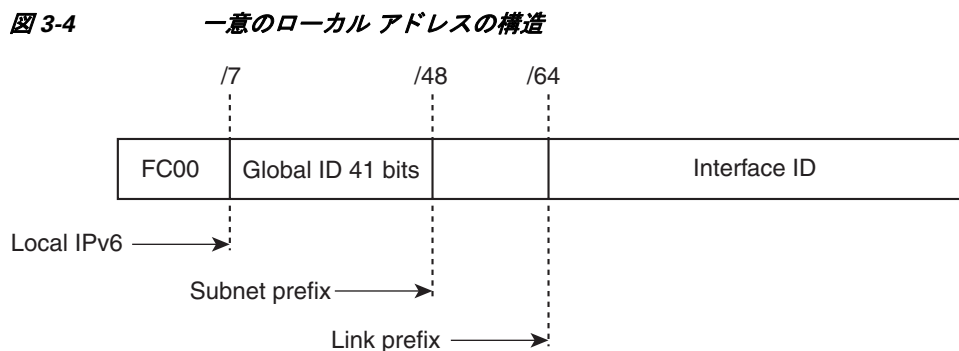 図 3-4 一意のローカル アドレスの構造
/7 /48 /64
FC00 Global ID 41 bits Interface ID
Local IPv6
Subnet prefix
Link prefix